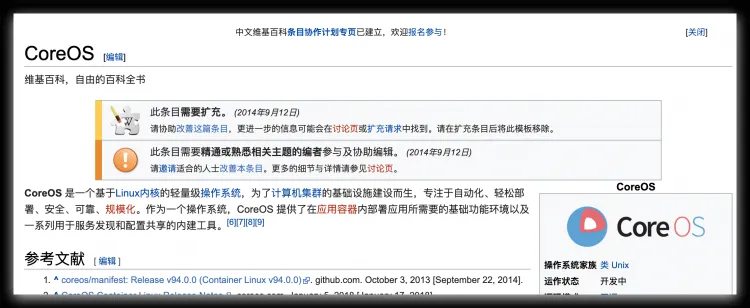 中文维基百科条目协作计划专页已建立，欢迎报名参与！ [关闭]
CoreOS [编辑]
维基百科，自由的百科全书
此条目需要扩充。 (2014年9月12日)
请协助改善这篇条目，更进一步的信息可能会在讨论页或扩充请求中找到。请在扩充条目后将此模板移除。
此条目需要精通或熟悉相关主题的编者参与及协助编辑。 (2014年9月12日)
请邀请适合的人士改善本条目。更多的细节与详情请参见讨论页。
CoreOS 是一个基于Linux内核的轻量级操作系统，为了计算机集群的基础设施建设而生，专注于自动化、轻松部
署、安全、可靠、规模化。作为一个操作系统，CoreOS 提供了在应用容器内部署应用所需要的基础功能环境以及
一系列用于服务发现和配置共享的内建工具。[6][7][8][9]
参考文献 [编辑]
1. ^ coreos/manifest: Release v94.0.0 (Container Linux v94.0.0). github.com. October 3, 2013 [September 22, 2014].
CoreOS
Core OS
操作系统家族 类 Unix
运作状态 开发中